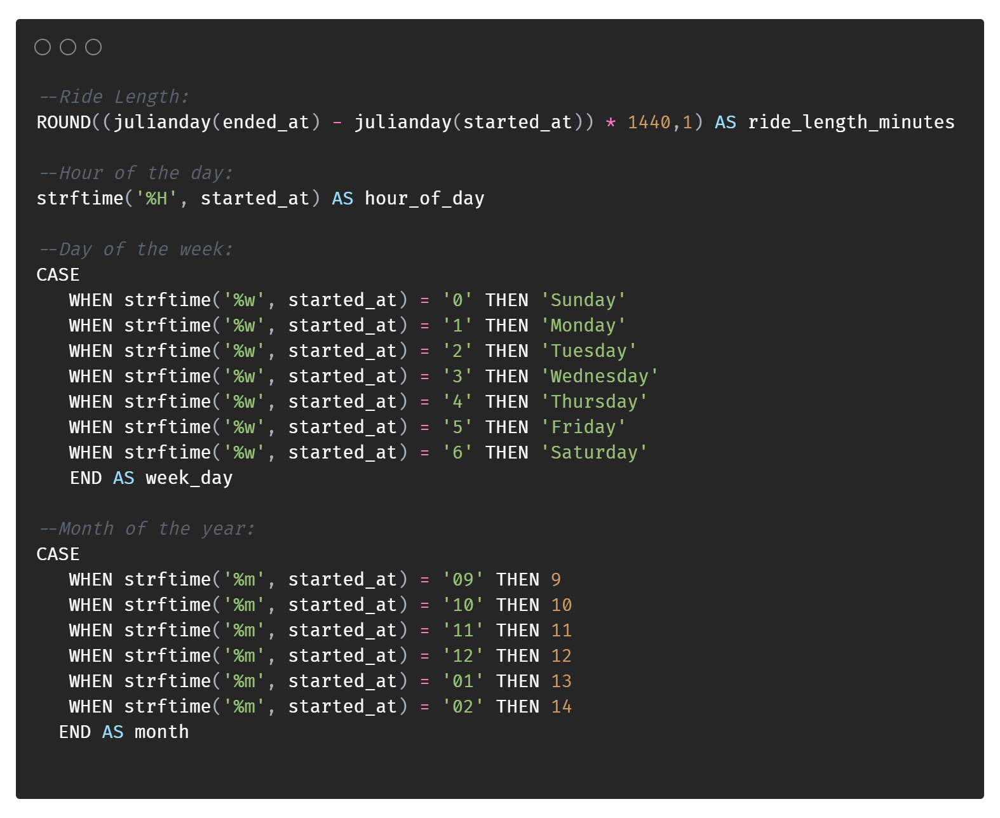 --Ride Length:
ROUND((julianday(ended_at) - julianday(started_at)) * 1440,1) AS ride_length_minutes
--Hour of the day:
strftime('%H', started_at) AS hour_of_day
--Day of the week:
CASE
   WHEN strftime('%w', started_at) = '0' THEN 'Sunday'
   WHEN strftime('%w', started_at) = '1' THEN 'Monday'
   WHEN strftime('%w', started_at) = '2' THEN 'Tuesday'
   WHEN strftime('%w', started_at) = '3' THEN 'Wednesday'
   WHEN strftime('%w', started_at) = '4' THEN 'Thursday'
   WHEN strftime('%w', started_at) = '5' THEN 'Friday'
   WHEN strftime('%w', started_at) = '6' THEN 'Saturday'
   END AS week_day
--Month of the year:
CASE
   WHEN strftime('%m', started_at) = '09' THEN 9
   WHEN strftime('%m', started_at) = '10' THEN 10
   WHEN strftime('%m', started_at) = '11' THEN 11
   WHEN strftime('%m', started_at) = '12' THEN 12
   WHEN strftime('%m', started_at) = '01' THEN 13
   WHEN strftime('%m', started_at) = '02' THEN 14
  END AS month